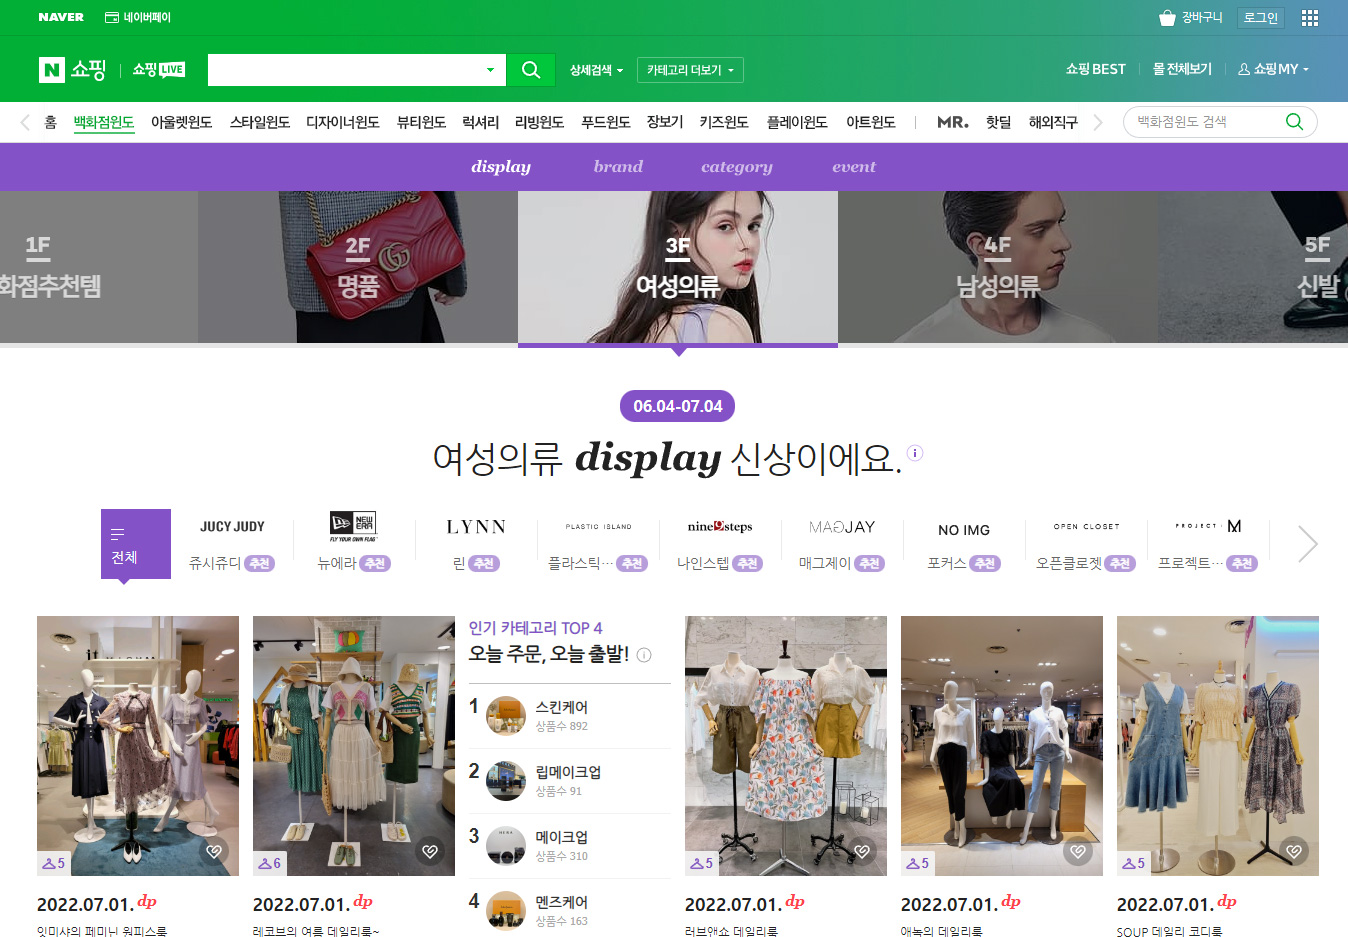 NAVER 네이버페이 장바구니 로그인
N 쇼핑 쇼핑LIVE 상세검색 카테고리 더보기 쇼핑 BEST 몰 전체보기 쇼핑 MY
홈 백화점윈도 아울렛윈도 스타일윈도 디자이너윈도 뷰티윈도 럭셔리 리빙윈도 푸드윈도 장보기 키즈윈도 플레이윈도 아트윈도 MR. 핫딜 해외직구 백화점윈도 검색
display brand category event
1F 2F 3F 4F 5F
화점추천템 명품 여성의류 남성의류 신발
06.04-07.04
여성의류 display 신상이에요.
JUCY JUDY NEW ERA LYNN PLASTIC ISLAND nine9steps MAGJAY NO IMG OPEN CLOSET PROJECT M
FLY YOUR OWN FLAG
전체 쥬시쥬디 추천 뉴에라 추천 린 추천 플라스틱… 추천 나인스텝 추천 매그제이 추천 포커스 추천 오픈클로젯 추천 프로젝트… 추천
인기 카테고리 TOP 4
오늘 주문, 오늘 출발!
1 스킨케어
상품수 892
2 립메이크업
상품수 91
3 메이크업
상품수 310
4 멘즈케어
상품수 163
5 6 5 5 5
2022.07.01. dp 2022.07.01. dp 2022.07.01. dp 2022.07.01. dp 2022.07.01. dp
잇미샤의 페미닌 원피스룩 레코브의 여름 데일리룩~ 러브앤쇼 데일리룩 애녹의 데일리룩 SOUP 데일리 코디룩